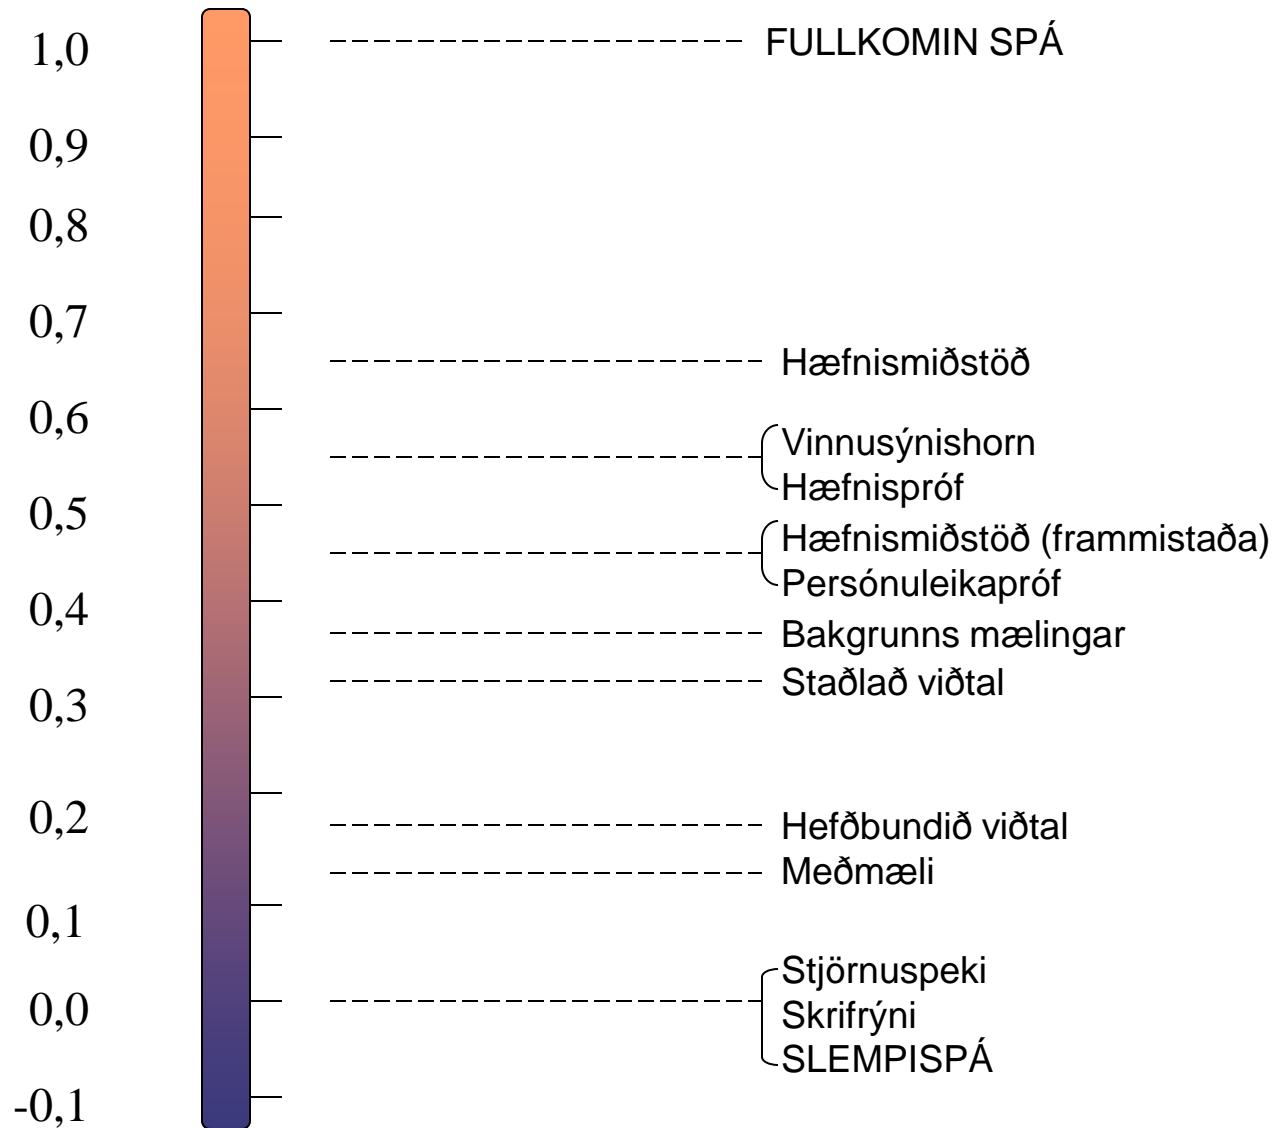 1,0 FULLKOMIN SPÁ
0,9
0,8
0,7
Hæfnismiðstöð
0,6
Vinnusýnishorn
Hæfnispróf
0,5
Hæfnismiðstöð (frammistaða)
Persónuleikapróf
0,4
Bakgrunns mælingar
Staðlað viðtal
0,3
0,2
Hefðbundið viðtal
Meðmæli
0,1
Stjörnuspeki
0,0 Skrifrýni
SLEMPISPÁ
-0,1